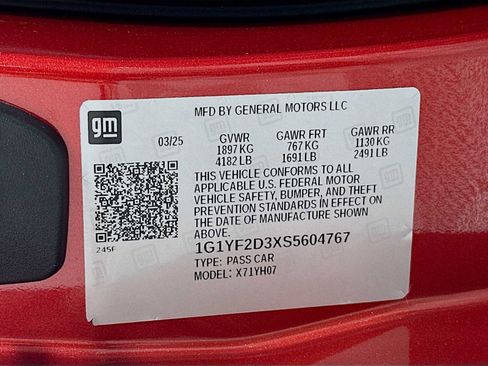 gm
MFD BY GENERAL MOTORS LLC
03/25 GVWR GAWR FRT GAWR RR
1897 KG 767 KG 1130 KG
4182 LB 1691 LB 2491 LB
THIS VEHICLE CONFORMS TO ALL
APPLICABLE U.S. FEDERAL MOTOR
VEHICLE SAFETY, BUMPER, AND THEFT
PREVENTION STANDARDS IN EFFECT ON
THE DATE OF MANUFACTURE SHOWN
ABOVE.
245F
1G1YF2D3XS5604767
TYPE: PASS CAR
MODEL: X71YH07